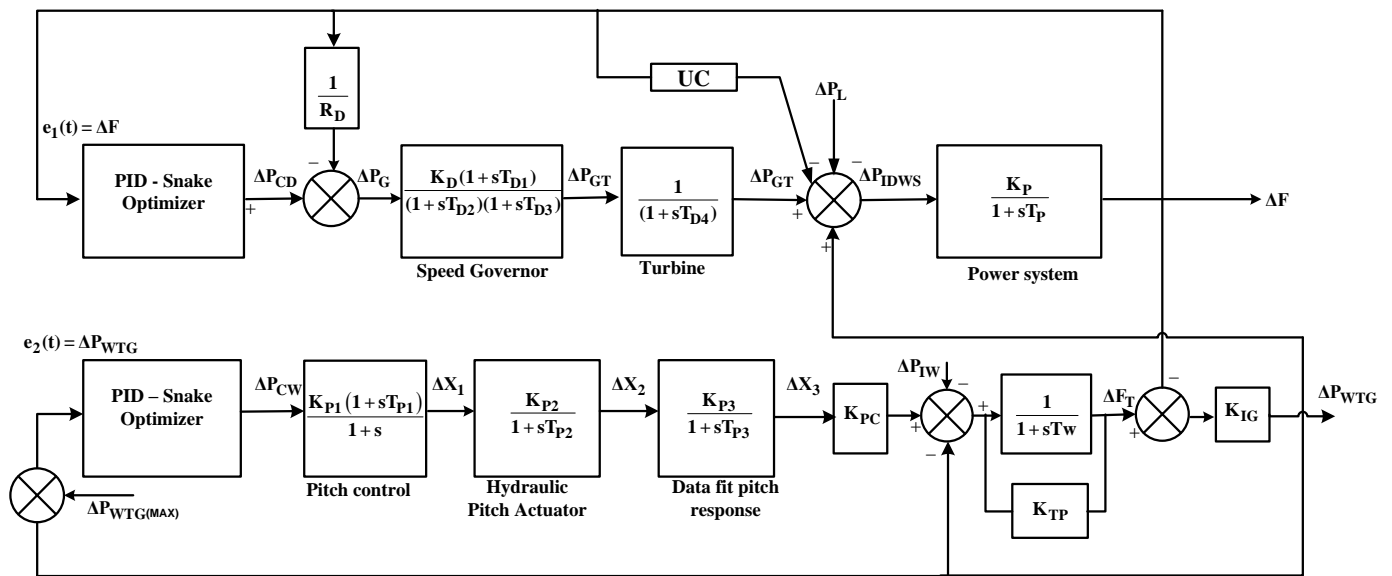 1
R_D
UC
ΔP_L
e_1(t) = ΔF
PID - Snake
Optimizer
ΔP_CD
+
−
ΔP_G
K_D(1+sT_D1)
(1+sT_D2)(1+sT_D3)
Speed Governor
ΔP_GT
1
(1+sT_D4)
Turbine
ΔP_GT
+
−
−
+
ΔP_IDWS
K_P
1+sT_P
Power system
ΔF
e_2(t) = ΔP_WTG
PID – Snake
Optimizer
ΔP_WTG(MAX)
ΔP_CW
K_P1(1+sT_P1)
1+s
Pitch control
ΔX_1
K_P2
1+sT_P2
Hydraulic
Pitch Actuator
ΔX_2
K_P3
1+sT_P3
Data fit pitch
response
ΔX_3
K_PC
ΔP_IW
−
+
−
+
1
1+sTw
K_TP
ΔF_T
−
+
K_IG
ΔP_WTG